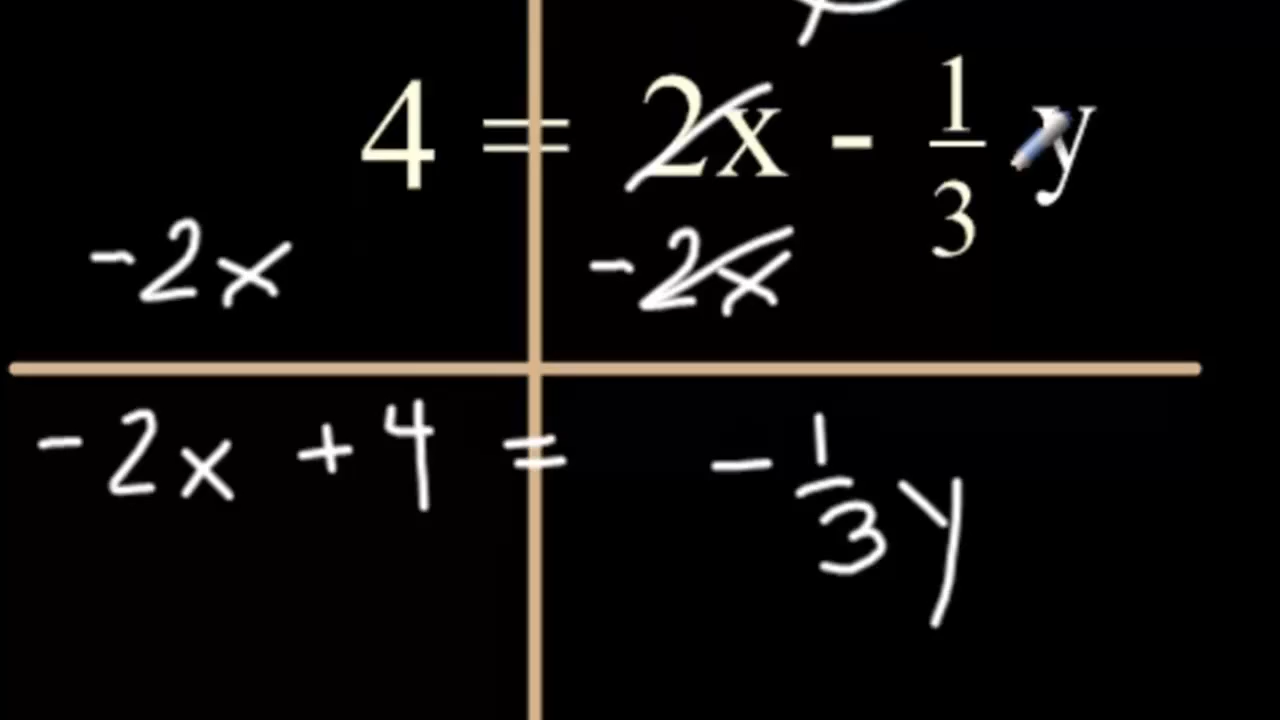 4 = 2x - 1/3 y
-2x -2x
-2x + 4 = - 1/3 y